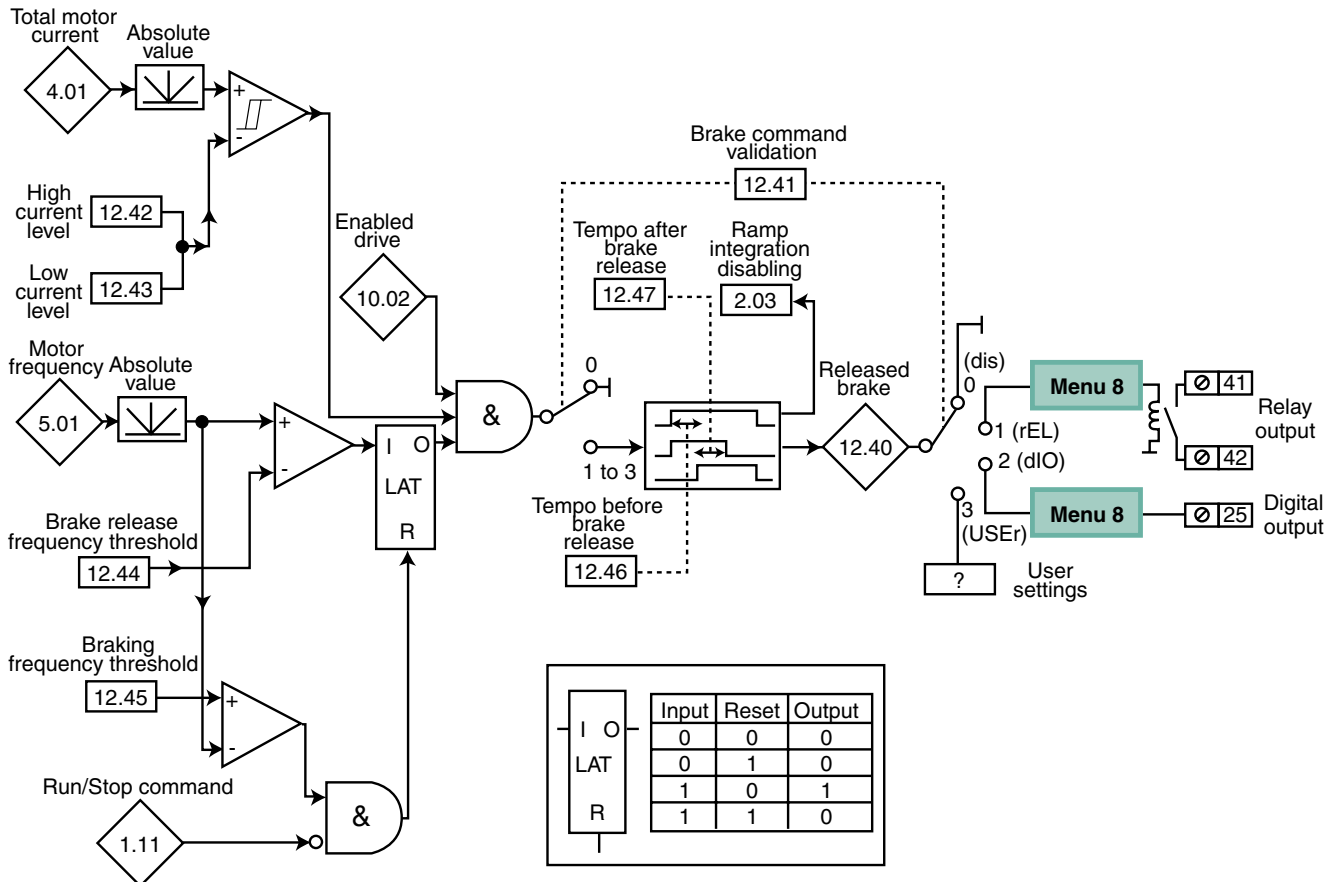 Total motor
current
4.01
Absolute
value
+
-
High
current
level
12.42
Low
current
level
12.43
Motor
frequency
5.01
Absolute
value
+
-
Brake release
frequency threshold
12.44
Braking
frequency threshold
12.45
+
-
Run/Stop command
1.11
&
Enabled
drive
10.02
I O
LAT
R
&
Brake command
validation
12.41
0
1 to 3
Tempo after
brake
release
12.47
Ramp
integration
disabling
2.03
Tempo before
brake
release
12.46
Released
brake
12.40
(dis)
0
1 (rEL)
2 (dIO)
3
(USEr)
?
User
settings
Menu 8
41
42
Relay
output
Menu 8
25
Digital
output
I O
LAT
R
Input Reset Output
0 0 0
0 1 0
1 0 1
1 1 0